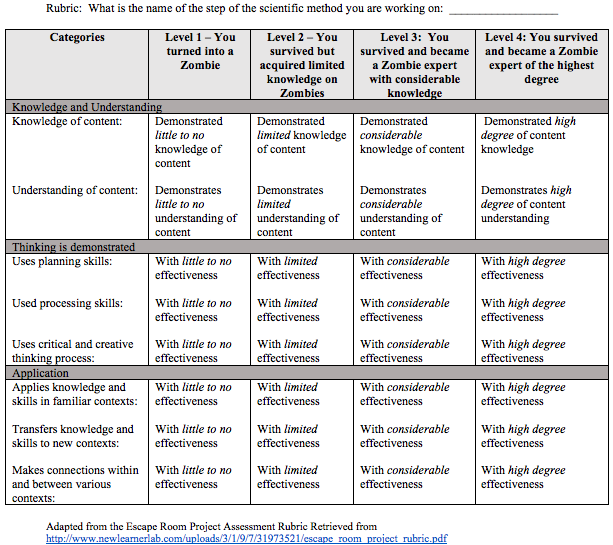 Rubric: What is the name of the step of the scientific method you are working on: ___________________
Categories
Level 1 – You turned into a Zombie
Level 2 – You survived but acquired limited knowledge on Zombies
Level 3: You survived and became a Zombie expert with considerable knowledge
Level 4: You survived and became a Zombie expert of the highest degree
Knowledge and Understanding
Knowledge of content:
Demonstrated little to no knowledge of content
Demonstrated limited knowledge of content
Demonstrated considerable knowledge of content
Demonstrated high degree of content knowledge
Understanding of content:
Demonstrates little to no understanding of content
Demonstrates limited understanding of content
Demonstrates considerable understanding of content
Demonstrates high degree of content understanding
Thinking is demonstrated
Uses planning skills:
With little to no effectiveness
With limited effectiveness
With considerable effectiveness
With high degree effectiveness
Used processing skills:
With little to no effectiveness
With limited effectiveness
With considerable effectiveness
With high degree effectiveness
Uses critical and creative thinking process:
With little to no effectiveness
With limited effectiveness
With considerable effectiveness
With high degree effectiveness
Application
Applies knowledge and skills in familiar contexts:
With little to no effectiveness
With limited effectiveness
With considerable effectiveness
With high degree effectiveness
Transfers knowledge and skills to new contexts:
With little to no effectiveness
With limited effectiveness
With considerable effectiveness
With high degree effectiveness
Makes connections within and between various contexts:
With little to no effectiveness
With limited effectiveness
With considerable effectiveness
With high degree effectiveness
Adapted from the Escape Room Project Assessment Rubric Retrieved from
http://www.newlearnerlab.com/uploads/3/1/9/7/31973521/escape_room_project_rubric.pdf